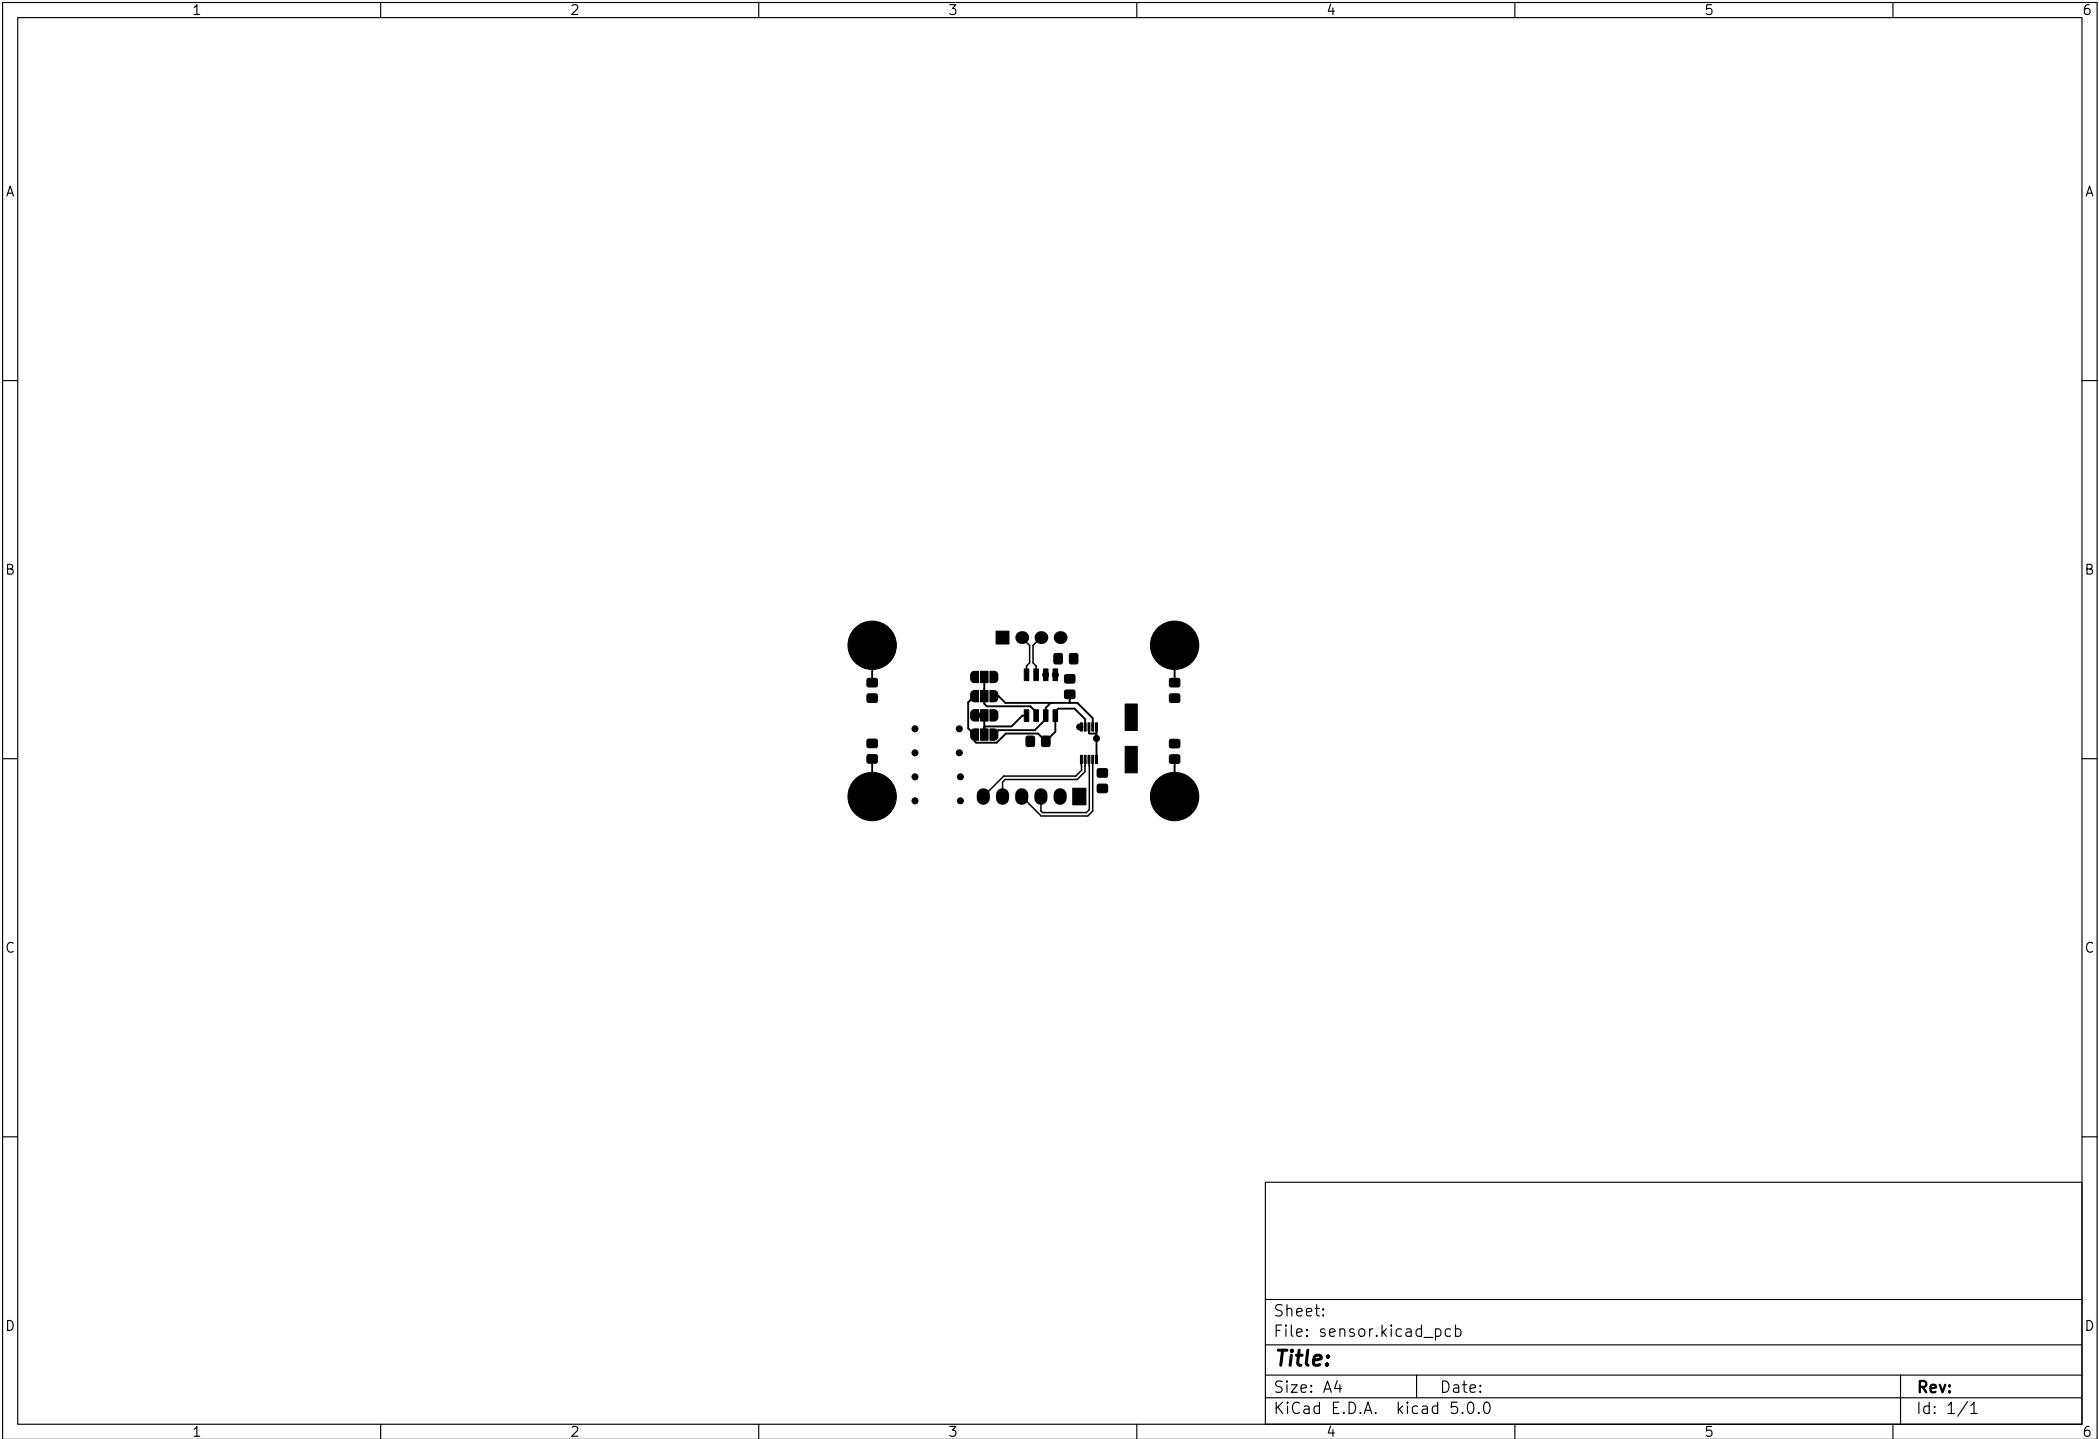 1 2 3 4 5 6
A A
B B
C C
D D
Sheet:
File: sensor.kicad_pcb
Title:
Size: A4 Date: Rev:
KiCad E.D.A. kicad 5.0.0 Id: 1/1
1 2 3 4 5 6